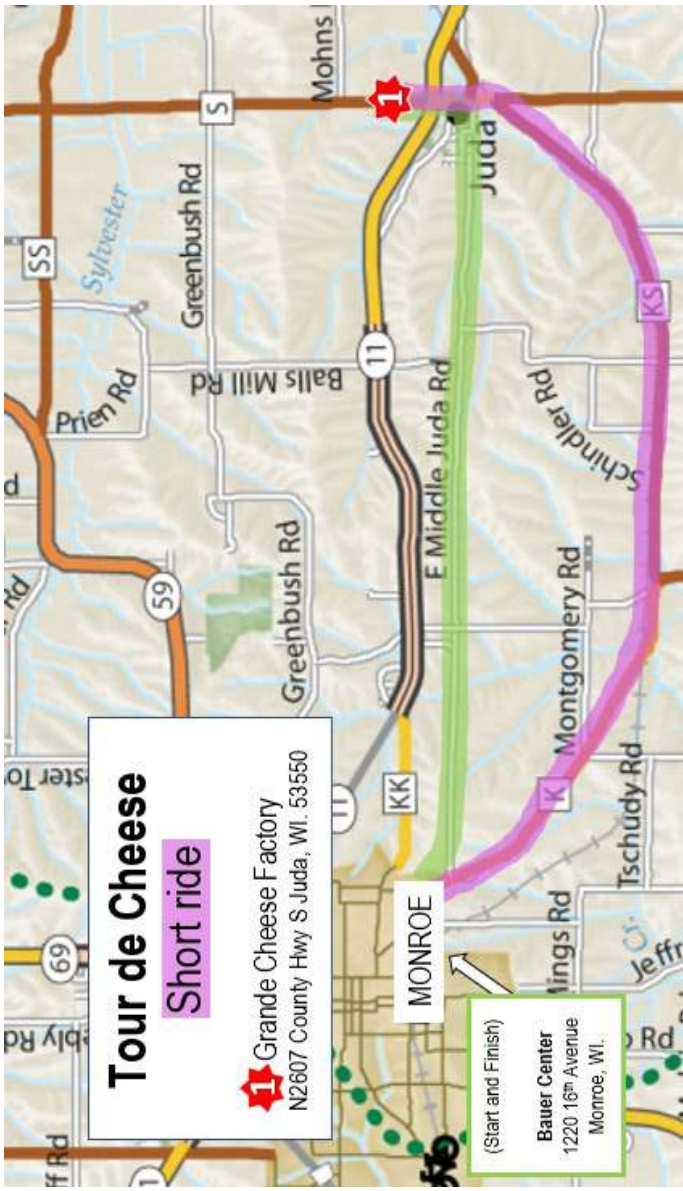 Tour de Cheese
Short ride
1 Grande Cheese Factory
N2607 County Hwy S Juda, WI. 53550
(Start and Finish)
Bauer Center
1220 16th Avenue
Monroe, WI.
MONROE
Juda
Mohns
S
SS
Sylvester
Greenbush Rd
Prien Rd
Balls Mill Rd
11
59
Greenbush Rd
E Middle Juda Rd
Schindler Rd
KS
Montgomery Rd
K
KK
11
Tschudy Rd
69
1
1